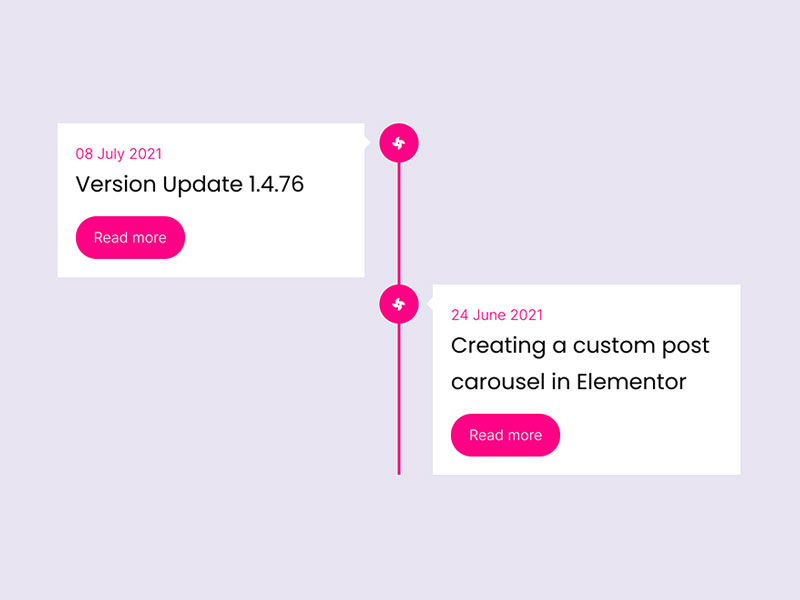 08 July 2021
Version Update 1.4.76
Read more
24 June 2021
Creating a custom post
carousel in Elementor
Read more